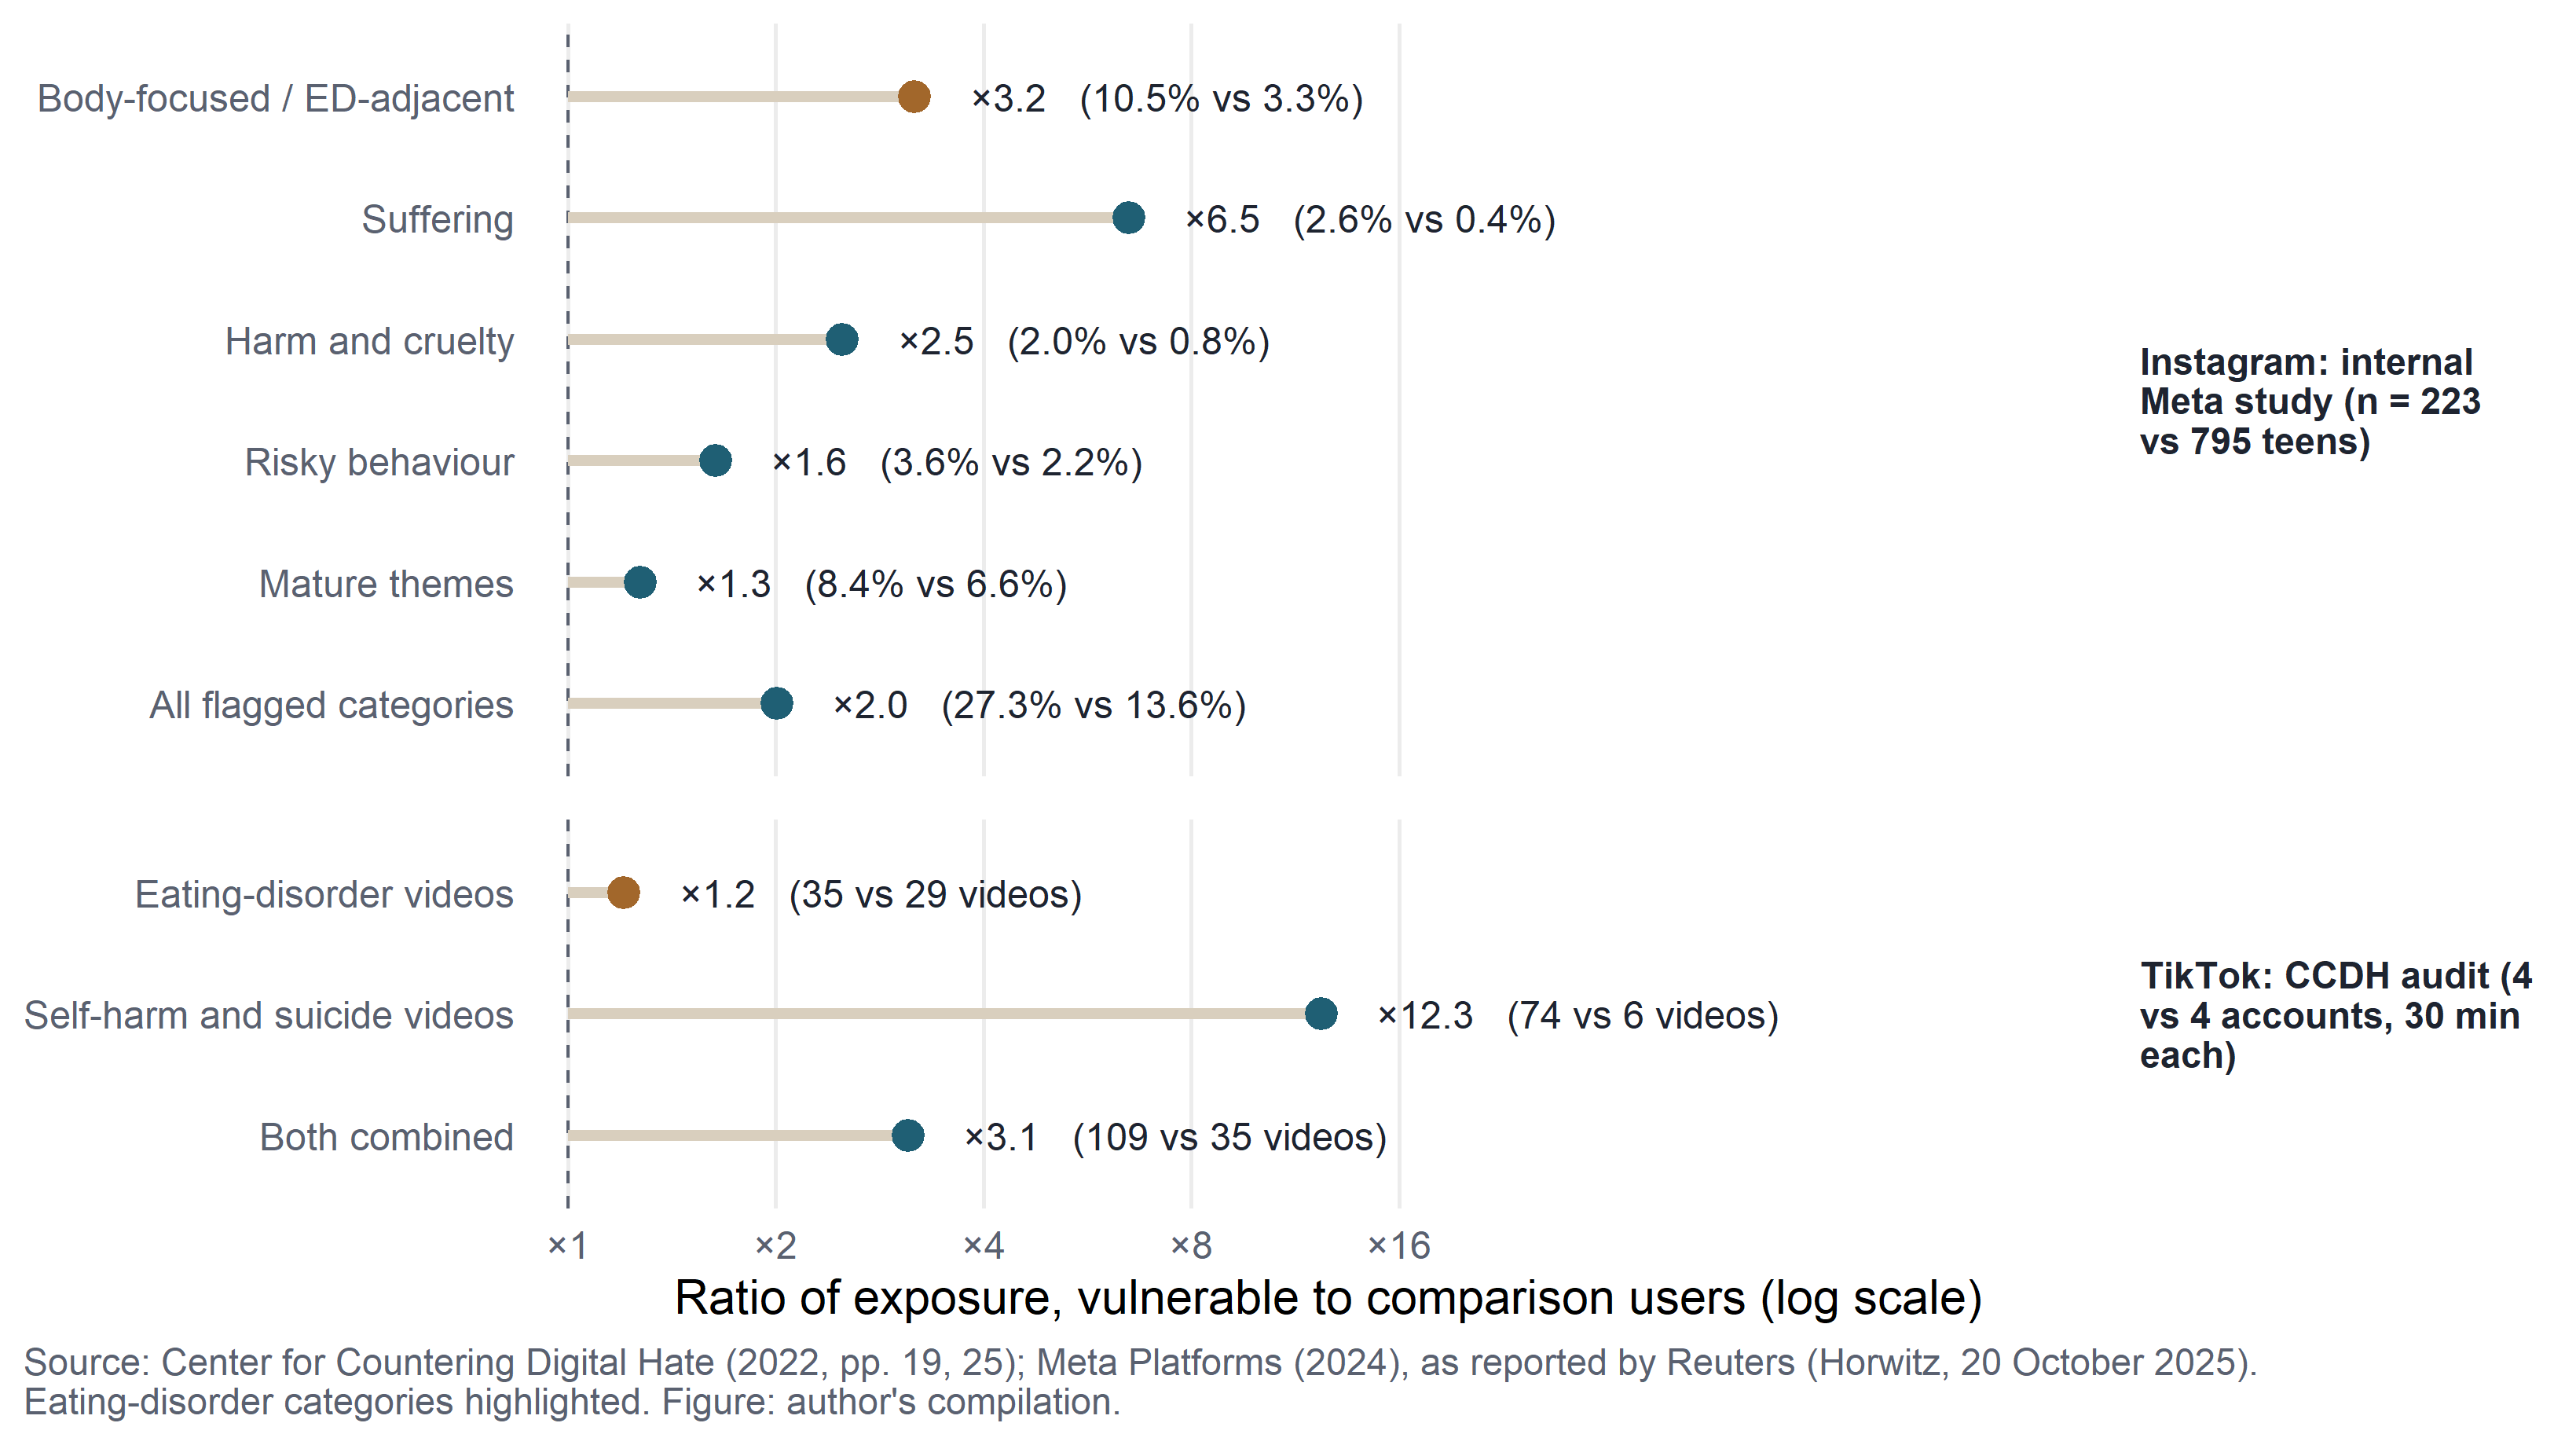 Body-focused / ED-adjacent ×3.2 (10.5% vs 3.3%)
Suffering ×6.5 (2.6% vs 0.4%)
Harm and cruelty ×2.5 (2.0% vs 0.8%)
Risky behaviour ×1.6 (3.6% vs 2.2%)
Mature themes ×1.3 (8.4% vs 6.6%)
All flagged categories ×2.0 (27.3% vs 13.6%)
Instagram: internal
Meta study (n = 223
vs 795 teens)
Eating-disorder videos ×1.2 (35 vs 29 videos)
Self-harm and suicide videos ×12.3 (74 vs 6 videos)
Both combined ×3.1 (109 vs 35 videos)
TikTok: CCDH audit (4
vs 4 accounts, 30 min
each)
×1 ×2 ×4 ×8 ×16
Ratio of exposure, vulnerable to comparison users (log scale)
Source: Center for Countering Digital Hate (2022, pp. 19, 25); Meta Platforms (2024), as reported by Reuters (Horwitz, 20 October 2025).
Eating-disorder categories highlighted. Figure: author's compilation.